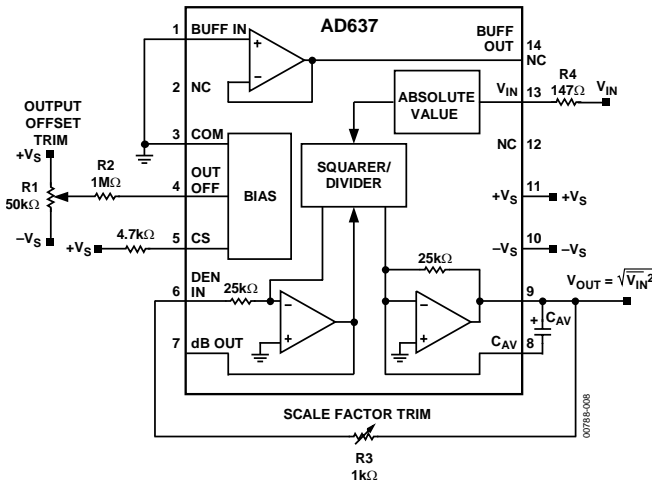 AD637
1 BUFF IN
BUFF
OUT
14
NC
+
−
2 NC
V_IN 13
R4
147Ω
V_IN
ABSOLUTE
VALUE
OUTPUT
OFFSET
TRIM
3 COM
NC 12
+V_S
R1
50kΩ
−V_S
R2
1MΩ
4 OUT
OFF
BIAS
SQUARER/
DIVIDER
+V_S 11 +V_S
+V_S
4.7kΩ
5 CS
−V_S 10 −V_S
6 DEN
IN
25kΩ
−
+
25kΩ
−
+
9
V_OUT = √V_IN²
+
C_AV
7 dB OUT
C_AV 8
SCALE FACTOR TRIM
R3
1kΩ
00788-008